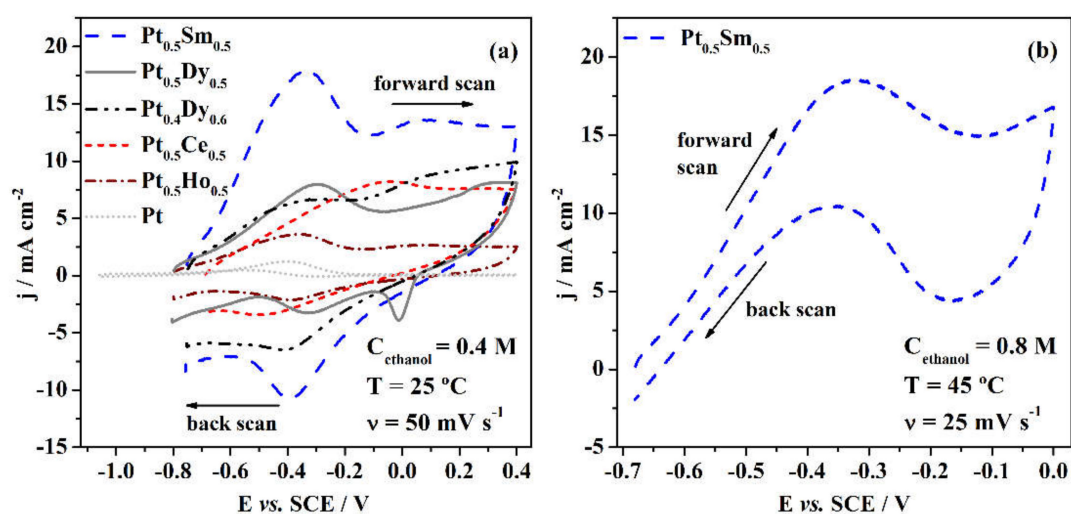 (a)
Pt0.5Sm0.5
Pt0.5Dy0.5
Pt0.4Dy0.6
Pt0.5Ce0.5
Pt0.5Ho0.5
Pt
forward scan
back scan
Cethanol = 0.4 M
T = 25 ºC
ν = 50 mV s-1
20
15
10
5
0
-5
-10
-15
j / mA cm-2
-1.0 -0.8 -0.6 -0.4 -0.2 0.0 0.2 0.4
E vs. SCE / V
(b)
Pt0.5Sm0.5
forward
scan
back scan
Cethanol = 0.8 M
T = 45 ºC
ν = 25 mV s-1
20
15
10
5
0
-5
j / mA cm-2
-0.7 -0.6 -0.5 -0.4 -0.3 -0.2 -0.1 0.0
E vs. SCE / V